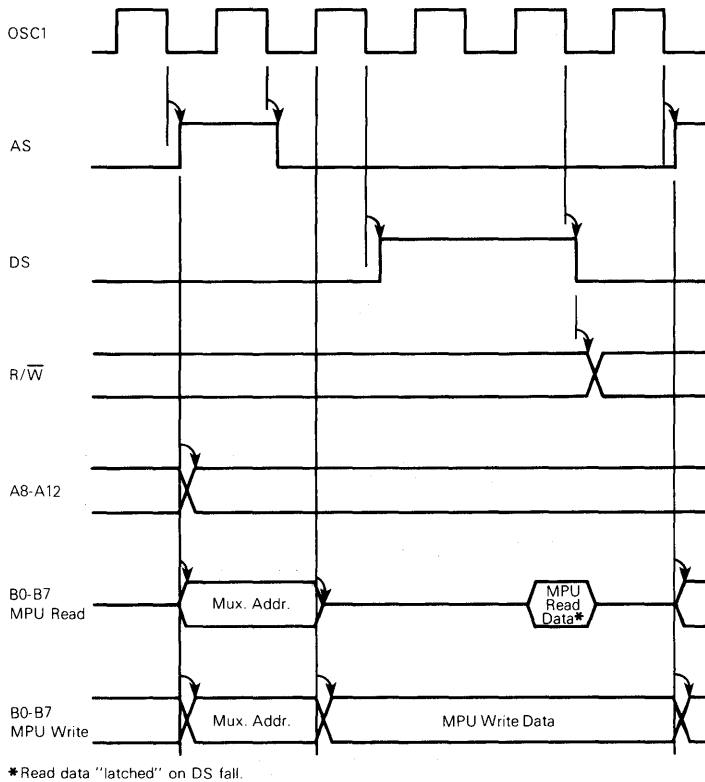 OSC1
AS
DS
R/W̅
A8-A12
B0-B7
MPU Read
Mux. Addr.
MPU
Read
Data*
B0-B7
MPU Write
Mux. Addr.
MPU Write Data
*Read data "latched" on DS fall.